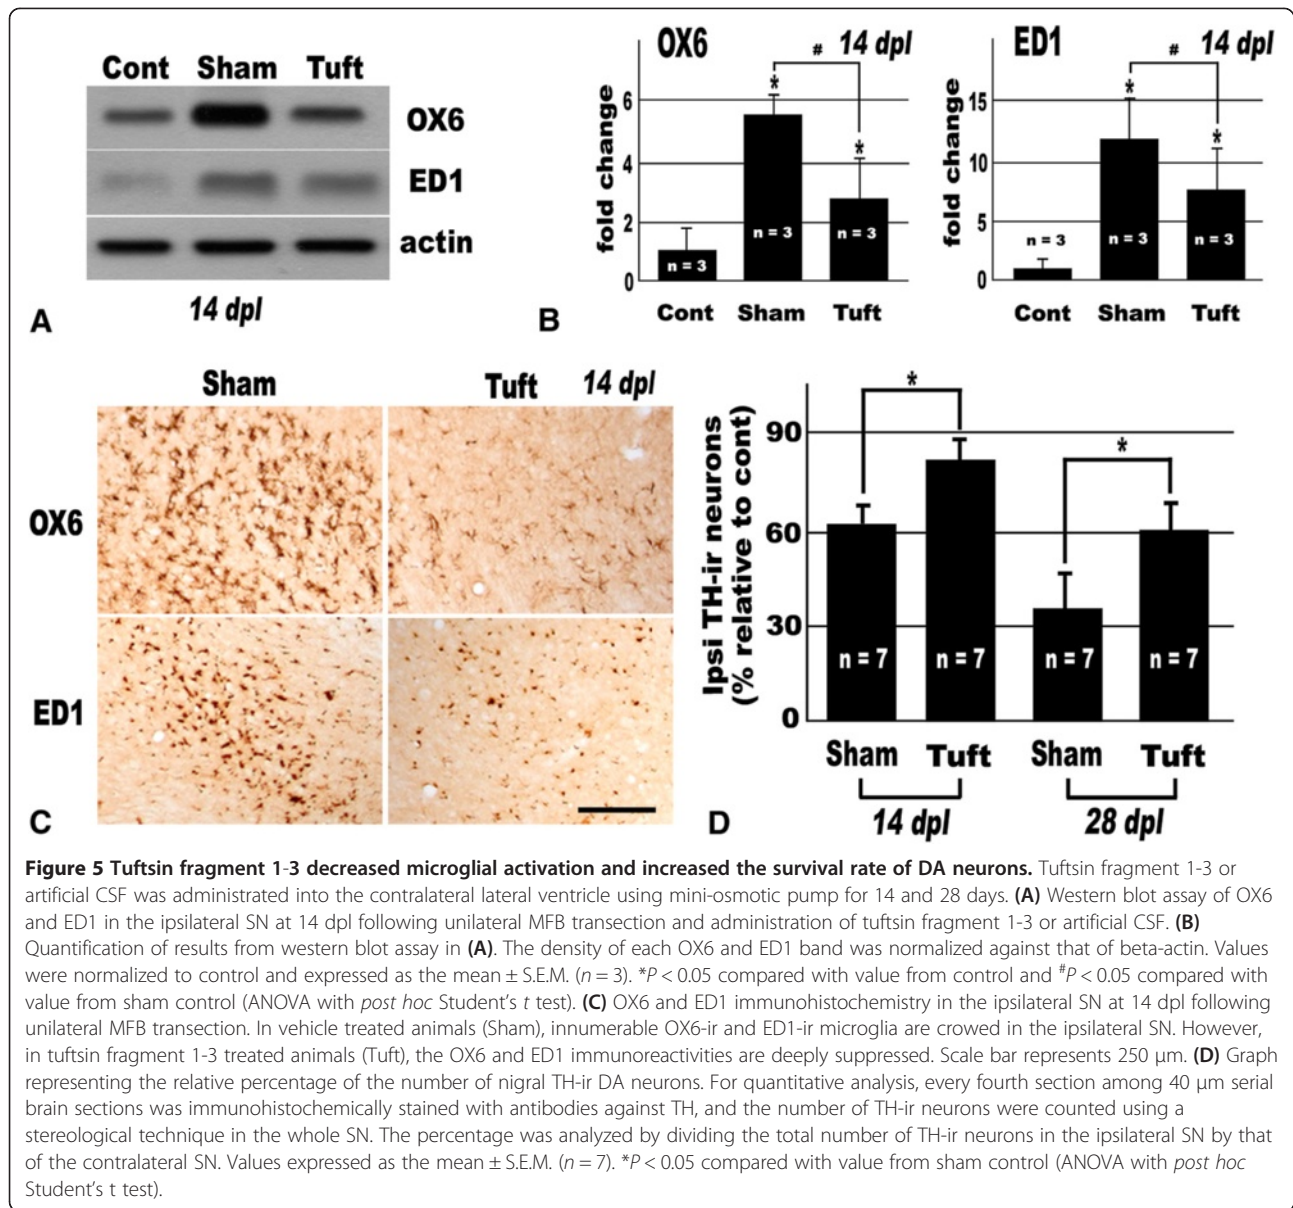 Cont Sham Tuft
OX6
ED1
actin
14 dpl
A
OX6
# 14 dpl
fold change
6
4
2
0
*
*
n = 3
n = 3
n = 3
Cont Sham Tuft
B
ED1
# 14 dpl
fold change
15
10
5
0
*
*
n = 3
n = 3
n = 3
Cont Sham Tuft
Sham
Tuft 14 dpl
OX6
ED1
C
Ipsi TH-ir neurons
(% relative to cont)
90
60
30
0
*
*
n = 7
n = 7
n = 7
n = 7
Sham Tuft Sham Tuft
14 dpl 28 dpl
D
Figure 5 Tuftsin fragment 1-3 decreased microglial activation and increased the survival rate of DA neurons. Tuftsin fragment 1-3 or
artificial CSF was administrated into the contralateral lateral ventricle using mini-osmotic pump for 14 and 28 days. (A) Western blot assay of OX6
and ED1 in the ipsilateral SN at 14 dpl following unilateral MFB transection and administration of tuftsin fragment 1-3 or artificial CSF. (B)
Quantification of results from western blot assay in (A). The density of each OX6 and ED1 band was normalized against that of beta-actin. Values
were normalized to control and expressed as the mean ± S.E.M. (n = 3). *P < 0.05 compared with value from control and #P < 0.05 compared with
value from sham control (ANOVA with post hoc Student's t test). (C) OX6 and ED1 immunohistochemistry in the ipsilateral SN at 14 dpl following
unilateral MFB transection. In vehicle treated animals (Sham), innumerable OX6-ir and ED1-ir microglia are crowed in the ipsilateral SN. However,
in tuftsin fragment 1-3 treated animals (Tuft), the OX6 and ED1 immunoreactivities are deeply suppressed. Scale bar represents 250 μm. (D) Graph
representing the relative percentage of the number of nigral TH-ir DA neurons. For quantitative analysis, every fourth section among 40 μm serial
brain sections was immunohistochemically stained with antibodies against TH, and the number of TH-ir neurons were counted using a
stereological technique in the whole SN. The percentage was analyzed by dividing the total number of TH-ir neurons in the ipsilateral SN by that
of the contralateral SN. Values expressed as the mean ± S.E.M. (n = 7). *P < 0.05 compared with value from sham control (ANOVA with post hoc
Student's t test).